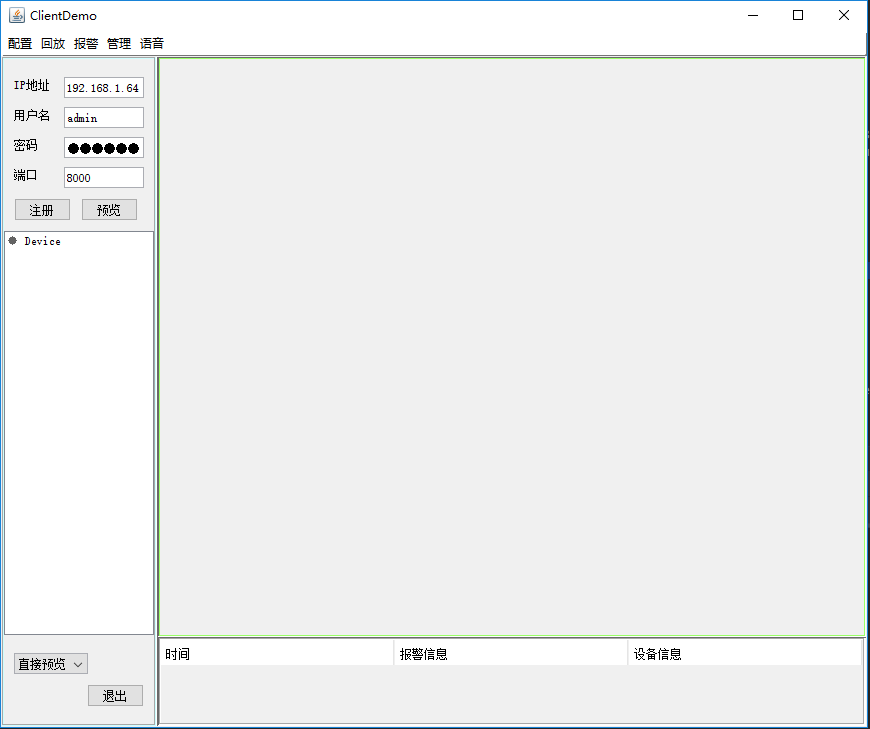 ClientDemo
配置 回放 报警 管理 语音
IP地址 192.168.1.64
用户名 admin
密码 ●●●●●●
端口 8000
注册 预览
Device
直接预览
退出
时间 报警信息 设备信息